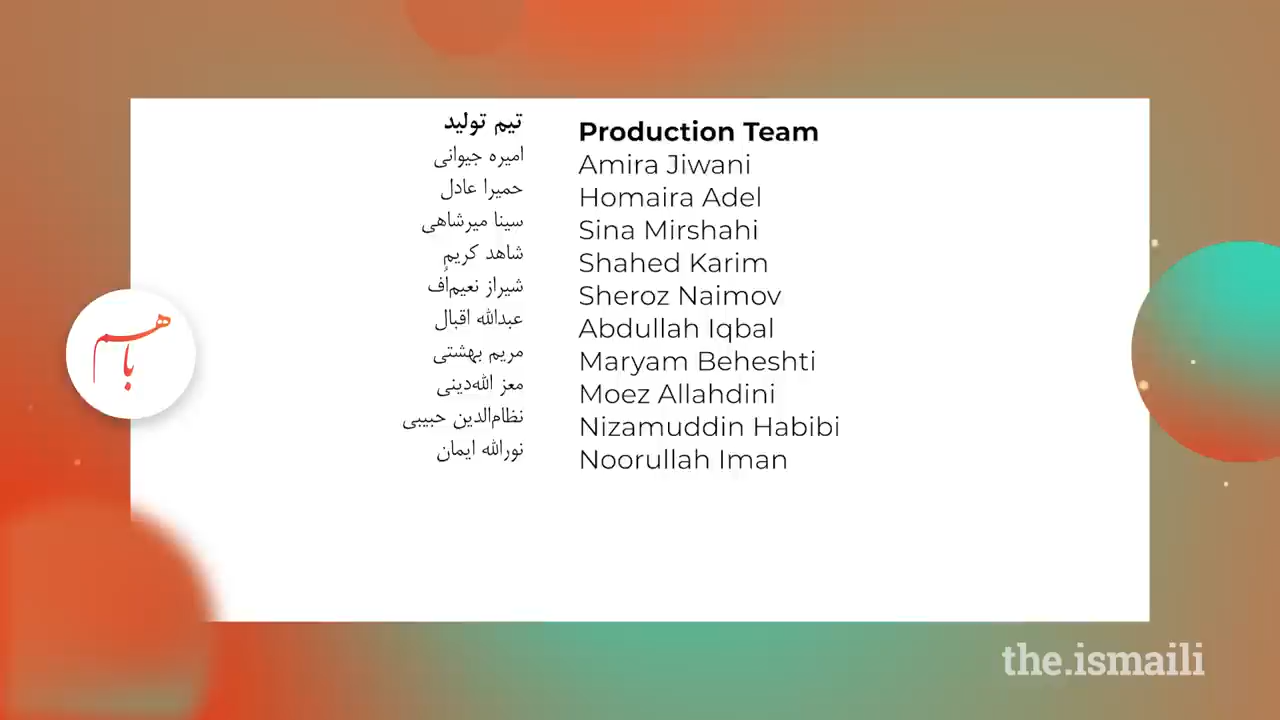 تیم تولید
امیره جیوانی
حمیرا عادل
سینا میرشاهی
شاهد کریم
شیراز نعیم‌اُف
عبدالله اقبال
مریم بهشتی
معز الله‌دینی
نظام‌الدین حبیبی
نورالله ایمان
Production Team
Amira Jiwani
Homaira Adel
Sina Mirshahi
Shahed Karim
Sheroz Naimov
Abdullah Iqbal
Maryam Beheshti
Moez Allahdini
Nizamuddin Habibi
Noorullah Iman
با هم
the.ismaili